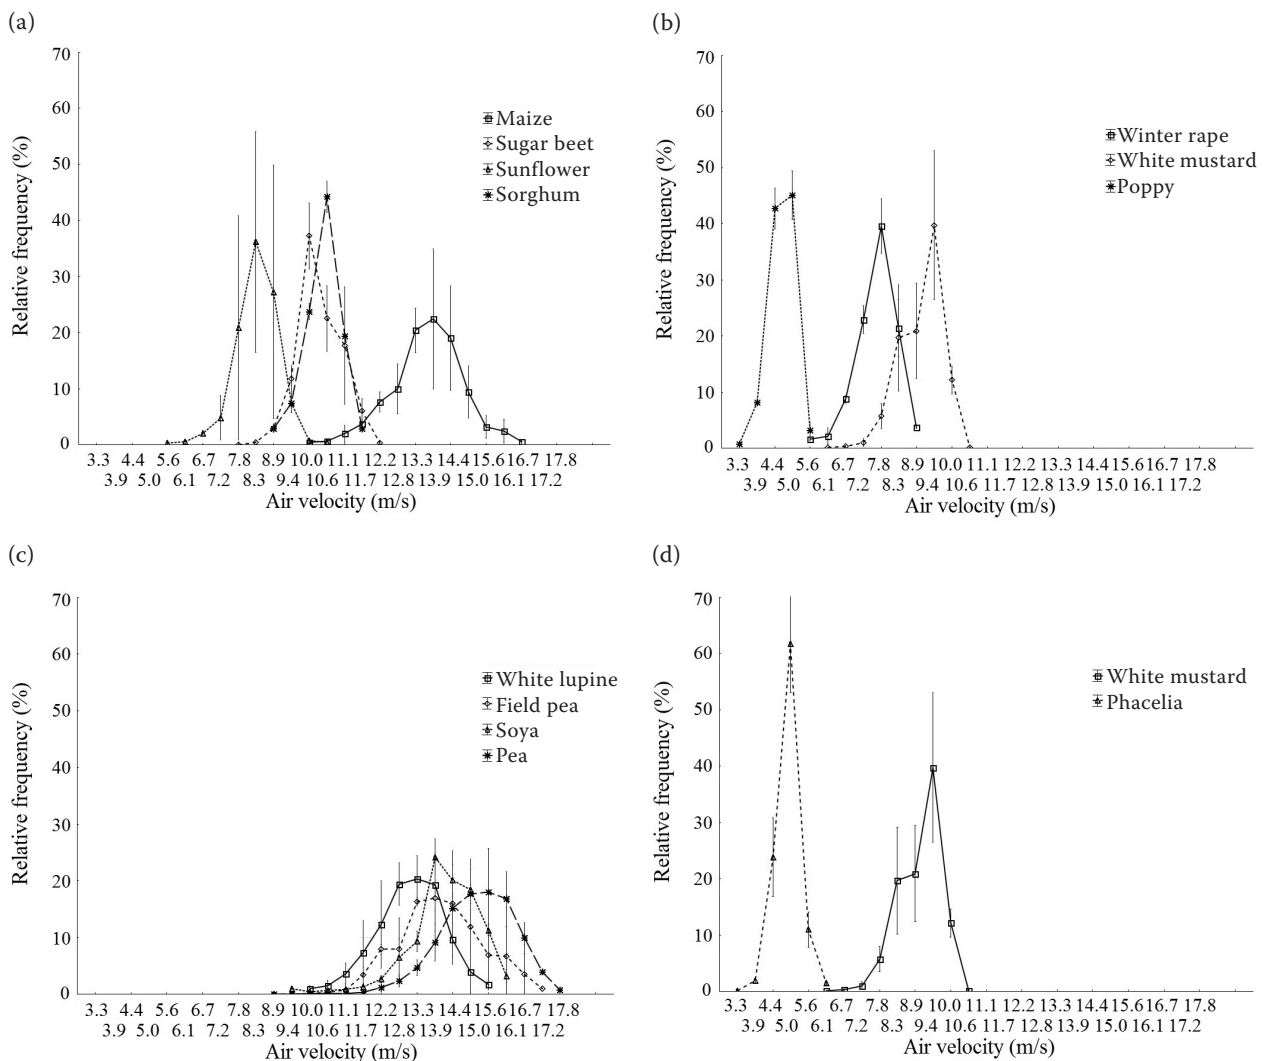 (a)
70
60
50
40
30
20
10
0
Relative frequency (%)
Maize
Sugar beet
Sunflower
Sorghum
3.3 4.4 5.6 6.7 7.8 8.9 10.0 11.1 12.2 13.3 14.4 15.6 16.7 17.8
3.9 5.0 6.1 7.2 8.3 9.4 10.6 11.7 12.8 13.9 15.0 16.1 17.2
Air velocity (m/s)
(b)
70
60
50
40
30
20
10
0
Relative frequency (%)
Winter rape
White mustard
Poppy
3.3 4.4 5.6 6.7 7.8 8.9 10.0 11.1 12.2 13.3 14.4 15.6 16.7 17.8
3.9 5.0 6.1 7.2 8.3 9.4 10.6 11.7 12.8 13.9 15.0 16.1 17.2
Air velocity (m/s)
(c)
70
60
50
40
30
20
10
0
Relative frequency (%)
White lupine
Field pea
Soya
Pea
3.3 4.4 5.6 6.7 7.8 8.9 10.0 11.1 12.2 13.3 14.4 15.6 16.7 17.8
3.9 5.0 6.1 7.2 8.3 9.4 10.6 11.7 12.8 13.9 15.0 16.1 17.2
Air velocity (m/s)
(d)
70
60
50
40
30
20
10
0
Relative frequency (%)
White mustard
Phacelia
3.3 4.4 5.6 6.7 7.8 8.9 10.0 11.1 12.2 13.3 14.4 15.6 16.7 17.8
3.9 5.0 6.1 7.2 8.3 9.4 10.6 11.7 12.8 13.9 15.0 16.1 17.2
Air velocity (m/s)